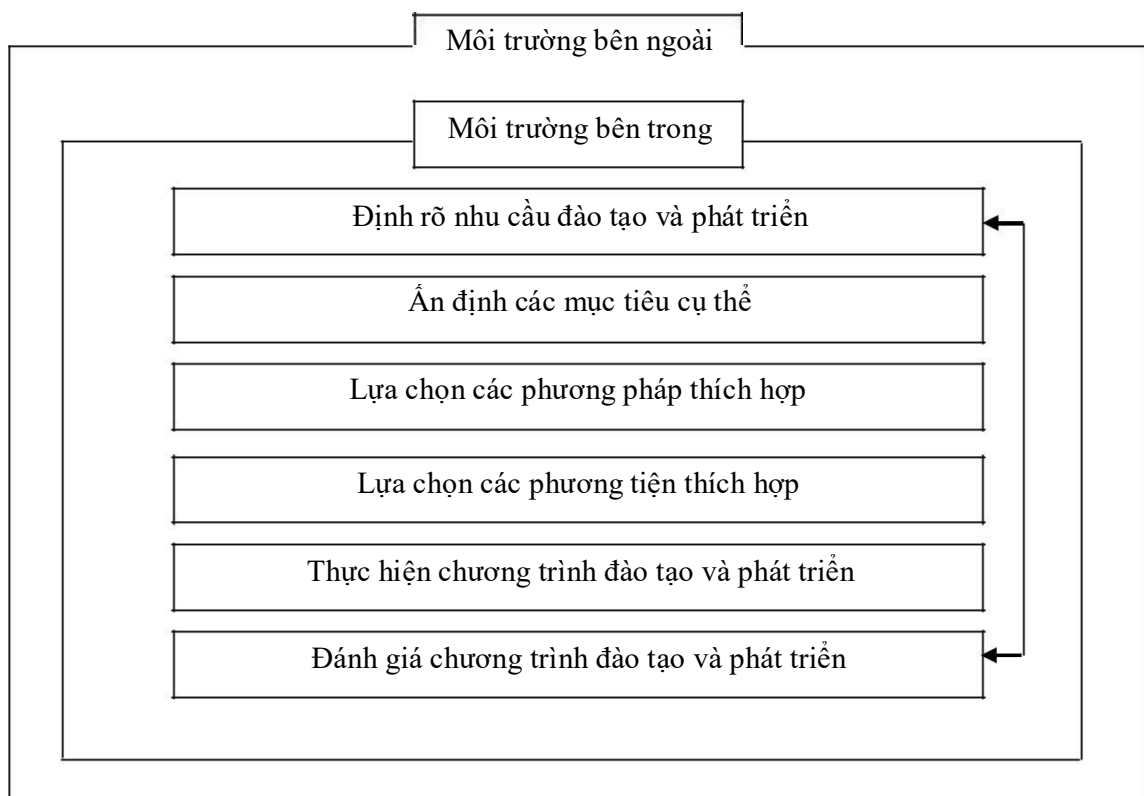 Môi trường bên ngoài
Môi trường bên trong
Định rõ nhu cầu đào tạo và phát triển
Ấn định các mục tiêu cụ thể
Lựa chọn các phương pháp thích hợp
Lựa chọn các phương tiện thích hợp
Thực hiện chương trình đào tạo và phát triển
Đánh giá chương trình đào tạo và phát triển